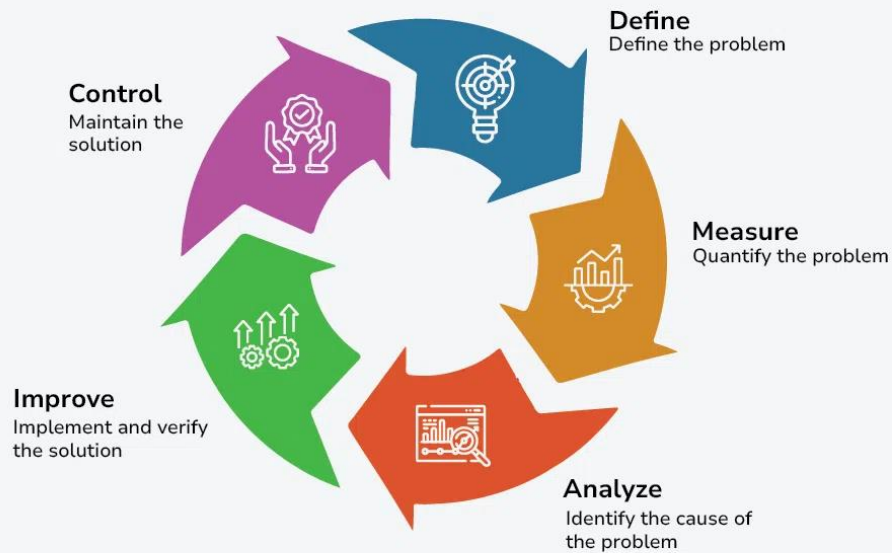 Define
Define the problem
Measure
Quantify the problem
Analyze
Identify the cause of
the problem
Improve
Implement and verify
the solution
Control
Maintain the
solution